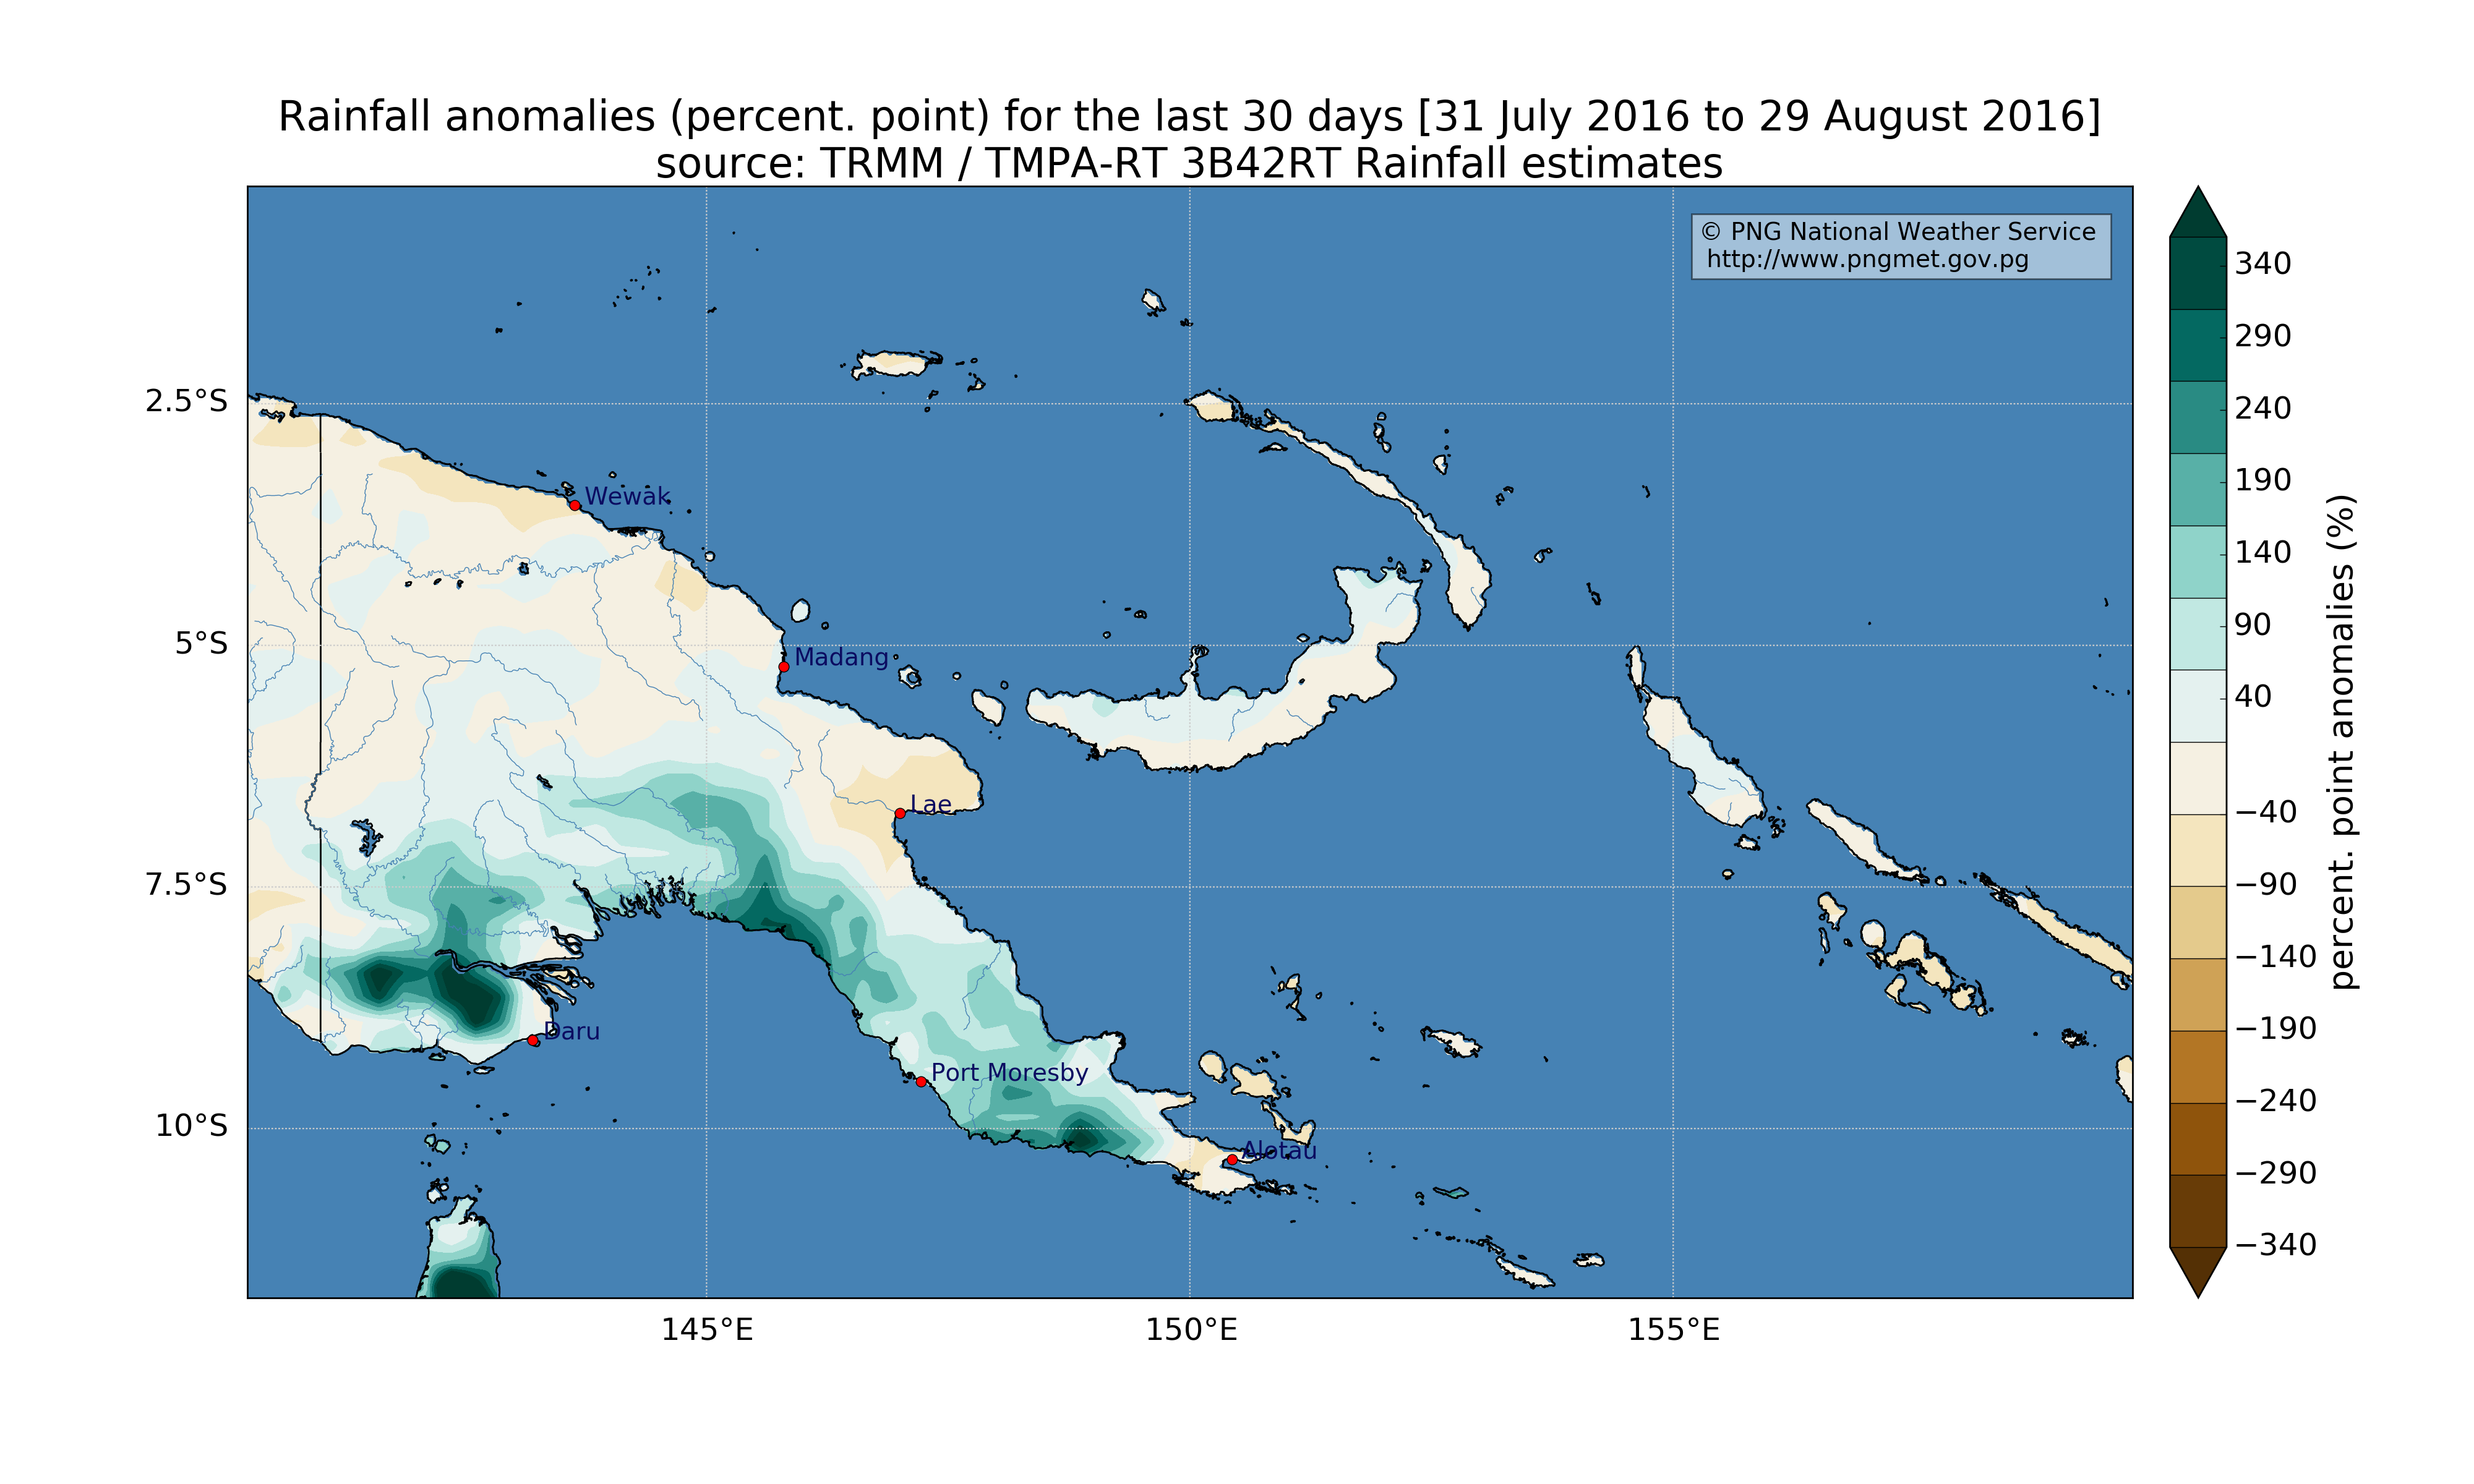 Rainfall anomalies (percent. point) for the last 30 days [31 July 2016 to 29 August 2016]
source: TRMM / TMPA-RT 3B42RT Rainfall estimates
© PNG National Weather Service
http://www.pngmet.gov.pg
2.5°S
5°S
7.5°S
10°S
145°E
150°E
155°E
Wewak
Madang
Lae
Daru
Port Moresby
Alotau
340
290
240
190
140
90
40
−40
−90
−140
−190
−240
−290
−340
percent. point anomalies (%)